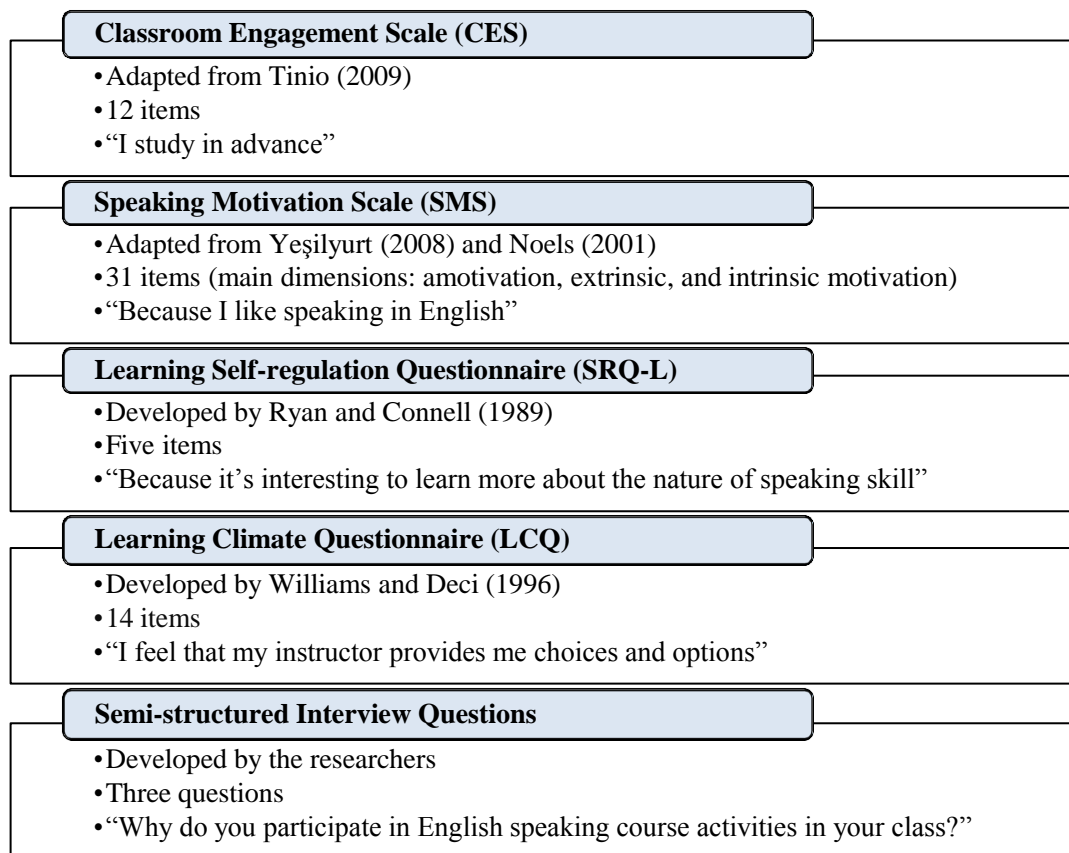 Classroom Engagement Scale (CES)
•Adapted from Tinio (2009)
•12 items
•“I study in advance”
Speaking Motivation Scale (SMS)
•Adapted from Yeşilyurt (2008) and Noels (2001)
•31 items (main dimensions: amotivation, extrinsic, and intrinsic motivation)
•“Because I like speaking in English”
Learning Self-regulation Questionnaire (SRQ-L)
•Developed by Ryan and Connell (1989)
•Five items
•“Because it’s interesting to learn more about the nature of speaking skill”
Learning Climate Questionnaire (LCQ)
•Developed by Williams and Deci (1996)
•14 items
•“I feel that my instructor provides me choices and options”
Semi-structured Interview Questions
•Developed by the researchers
•Three questions
•“Why do you participate in English speaking course activities in your class?”